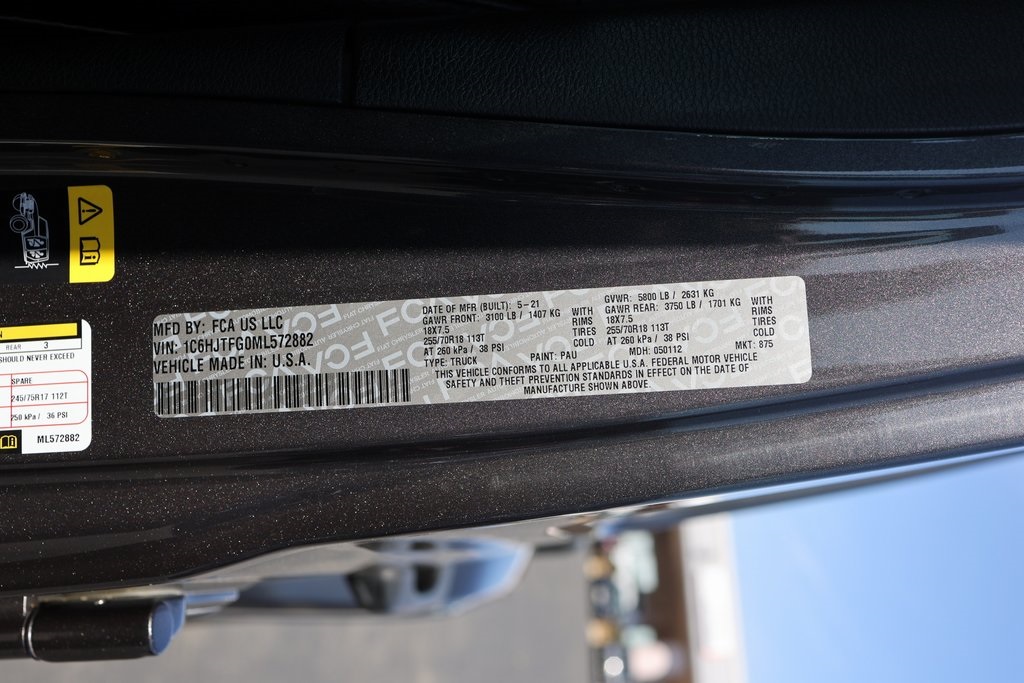 MFD BY: FCA US LLC
VIN: 1C6HJTFG0ML572882
VEHICLE MADE IN U.S.A.
DATE OF MFR (BUILT): 5-21
GAWR FRONT: 3100 LB / 1407 KG WITH
18X7.5 RIMS
255/70R18 113T TIRES
AT 260 kPa / 38 PSI COLD
TYPE: TRUCK
PAINT: PAU
GVWR: 5800 LB / 2631 KG
GAWR REAR: 3750 LB / 1701 KG WITH
18X7.5 RIMS
255/70R18 113T TIRES
AT 260 kPa / 38 PSI COLD
MDH: 050112 MKT: 875
THIS VEHICLE CONFORMS TO ALL APPLICABLE U.S.A. FEDERAL MOTOR VEHICLE
SAFETY AND THEFT PREVENTION STANDARDS IN EFFECT ON THE DATE OF
MANUFACTURE SHOWN ABOVE.
N
REAR 3
SHOULD NEVER EXCEED
SPARE
245/75R17 112T
250 kPa / 36 PSI
ML572882